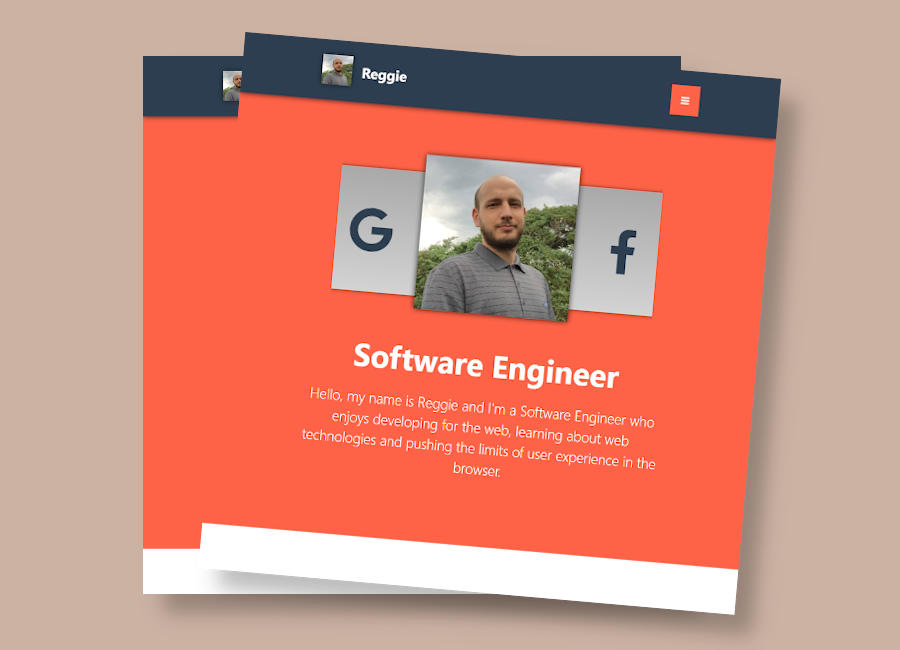 Reggie
G
f
Software Engineer
Hello, my name is Reggie and I'm a Software Engineer who
enjoys developing for the web, learning about web
technologies and pushing the limits of user experience in the
browser.